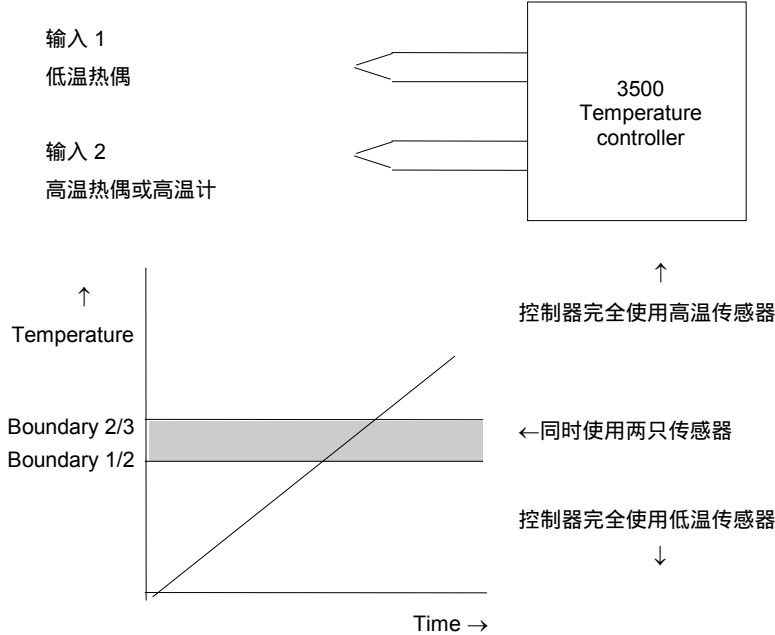 输入 1
低温热偶
3500
Temperature
controller
输入 2
高温热偶或高温计
↑
Temperature
Boundary 2/3
Boundary 1/2
Time →
↑
控制器完全使用高温传感器
←同时使用两只传感器
控制器完全使用低温传感器
↓